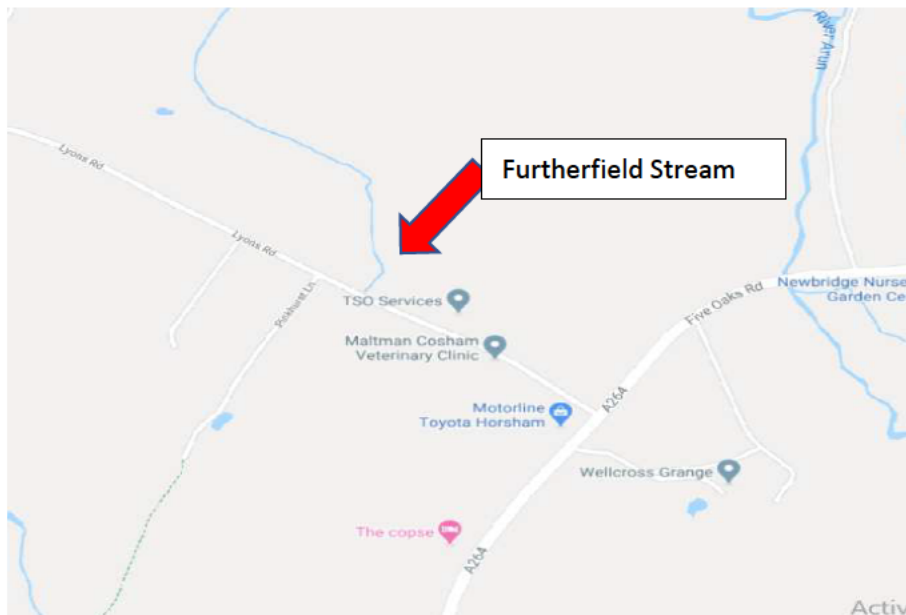 River Arun
Furtherfield Stream
Lyons Rd
Lyons Rd
Pinkhurst Ln
TSO Services
Newbridge Nurse
Garden Ce
Five Oaks Rd
Maltman Cosham
Veterinary Clinic
A264
Motorline
Toyota Horsham
Wellcross Grange
The copse
A264
Activ